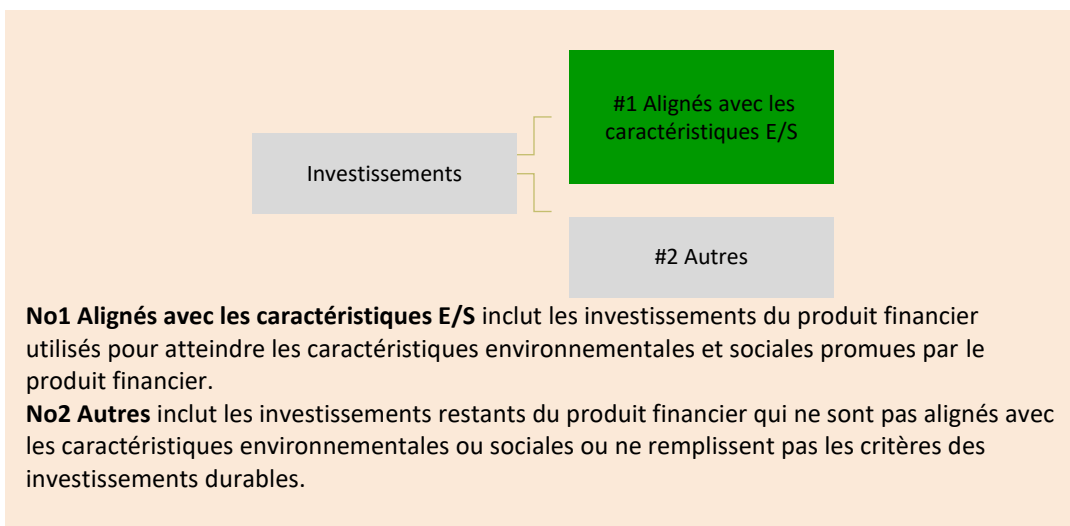 #1 Alignés avec les
caractéristiques E/S
Investissements
#2 Autres
No1 Alignés avec les caractéristiques E/S inclut les investissements du produit financier
utilisés pour atteindre les caractéristiques environnementales et sociales promues par le
produit financier.
No2 Autres inclut les investissements restants du produit financier qui ne sont pas alignés avec
les caractéristiques environnementales ou sociales ou ne remplissent pas les critères des
investissements durables.